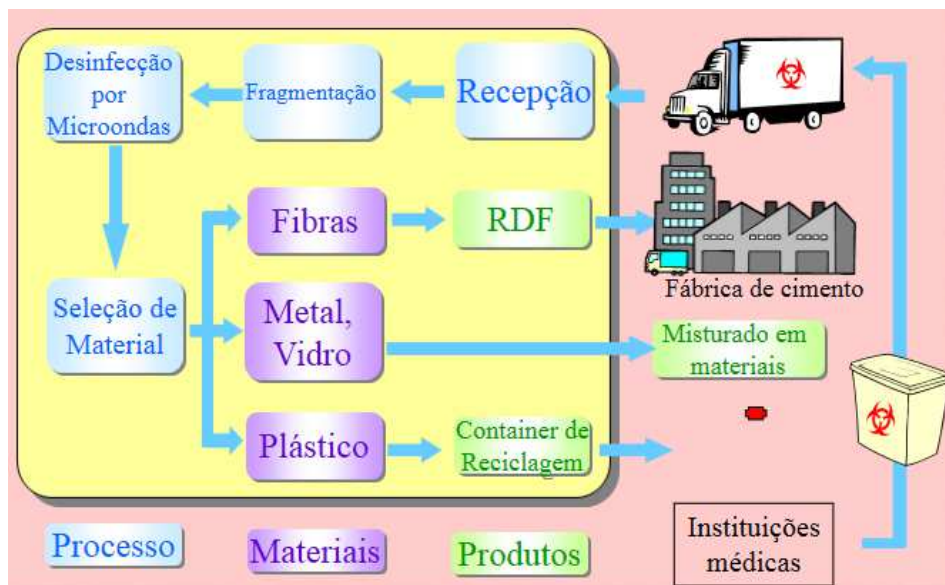 Desinfecção
por
Microondas
Fragmentação
Recepção
Fibras
RDF
Fábrica de cimento
Seleção de
Material
Metal,
Vidro
Misturado em
materiais
Plástico
Container de
Reciclagem
Instituições
médicas
Processo
Materiais
Produtos